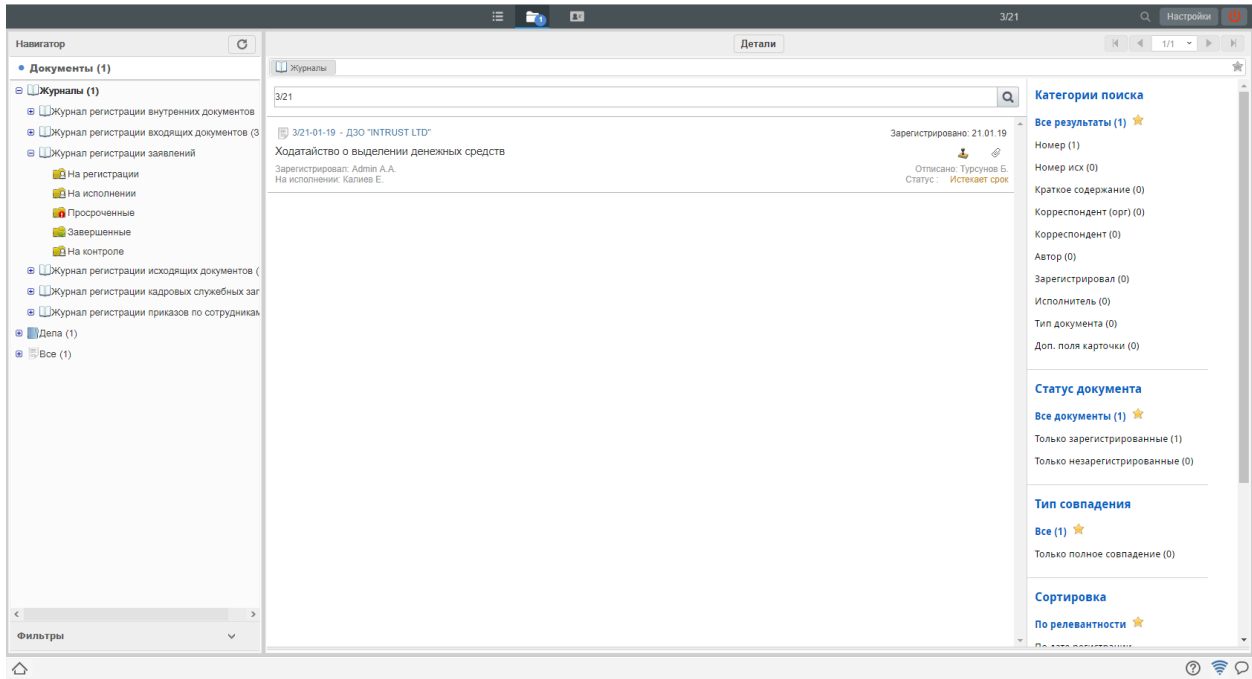 1
3/21
Настройки
Навигатор
Детали
1/1
Документы (1)
Журналы
Журналы (1)
Журнал регистрации внутренних документов
Журнал регистрации входящих документов (3
Журнал регистрации заявлений
На регистрации
На исполнении
Просроченные
Завершенные
На контроле
Журнал регистрации исходящих документов (
Журнал регистрации кадровых служебных зап
Журнал регистрации приказов по сотрудникам
Дела (1)
Все (1)
Фильтры
3/21
3/21-01-19 - ДЗО "INTRUST LTD"
Зарегистрировано: 21.01.19
Ходатайство о выделении денежных средств
Зарегистрировал: Admin A.A.
Отписано: Турсунов Б.
На исполнении: Калиев Е.
Статус : Истекает срок
Категории поиска
Все результаты (1)
Номер (1)
Номер исх (0)
Краткое содержание (0)
Корреспондент (орг) (0)
Корреспондент (0)
Автор (0)
Зарегистрировал (0)
Исполнитель (0)
Тип документа (0)
Доп. поля карточки (0)
Статус документа
Все документы (1)
Только зарегистрированные (1)
Только незарегистрированные (0)
Тип совпадения
Все (1)
Только полное совпадение (0)
Сортировка
По релевантности
По дате регистрации